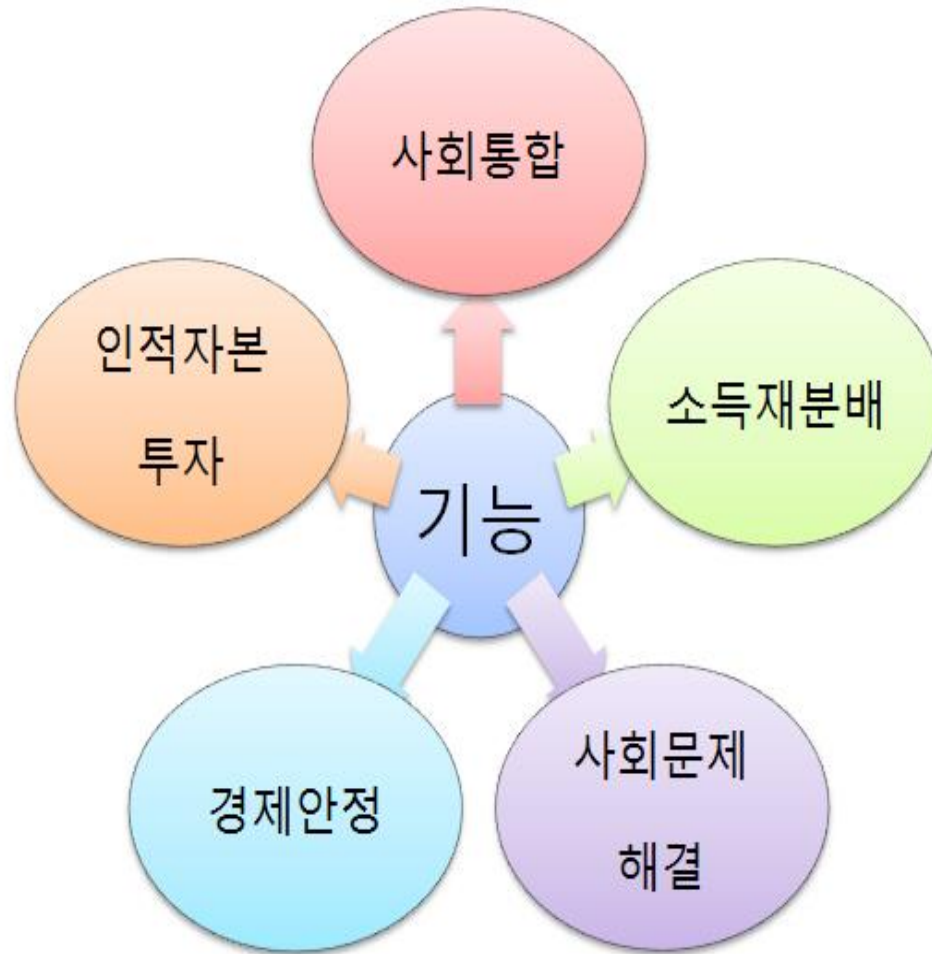 사회통합
인적자본
투자
소득재분배
기능
경제안정
사회문제
해결